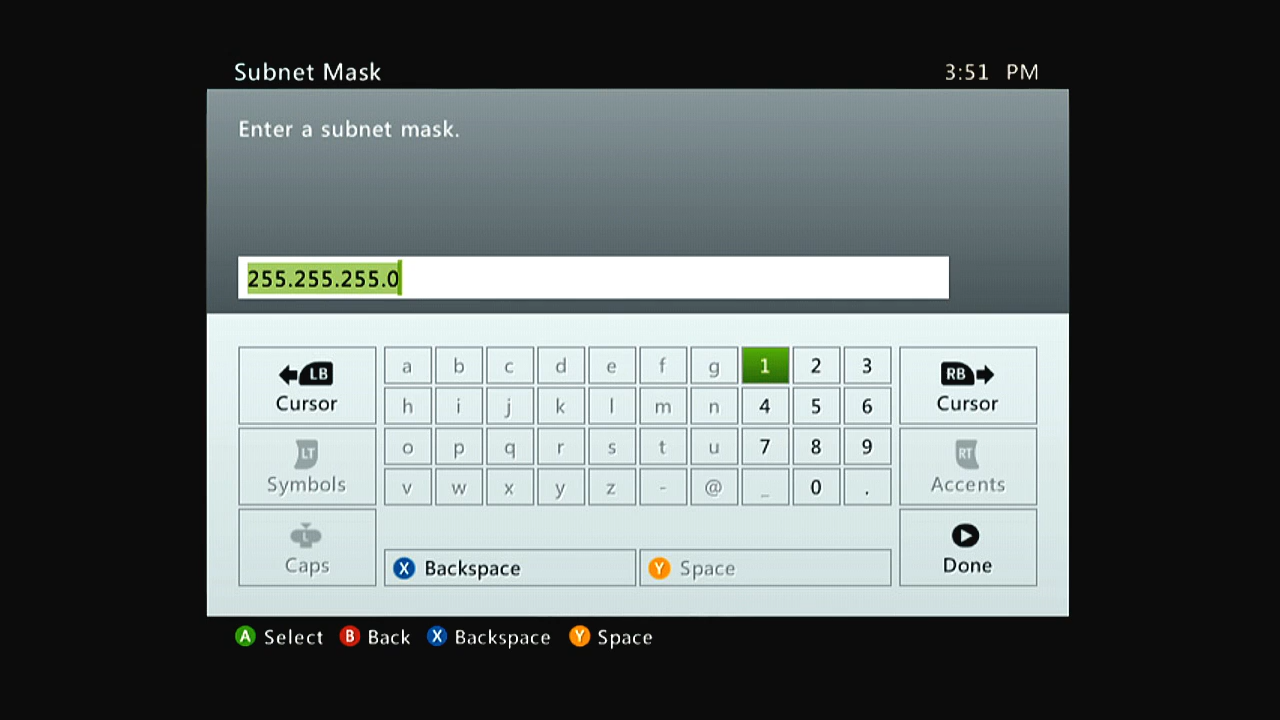 Subnet Mask 3:51 PM
Enter a subnet mask.
255.255.255.0
LB a b c d e f g 1 2 3 RB
Cursor h i j k l m n 4 5 6 Cursor
LT o p q r s t u 7 8 9 RT
Symbols v w x y z - @ _ 0 . Accents
L
Caps X Backspace Y Space Done
A Select B Back X Backspace Y Space